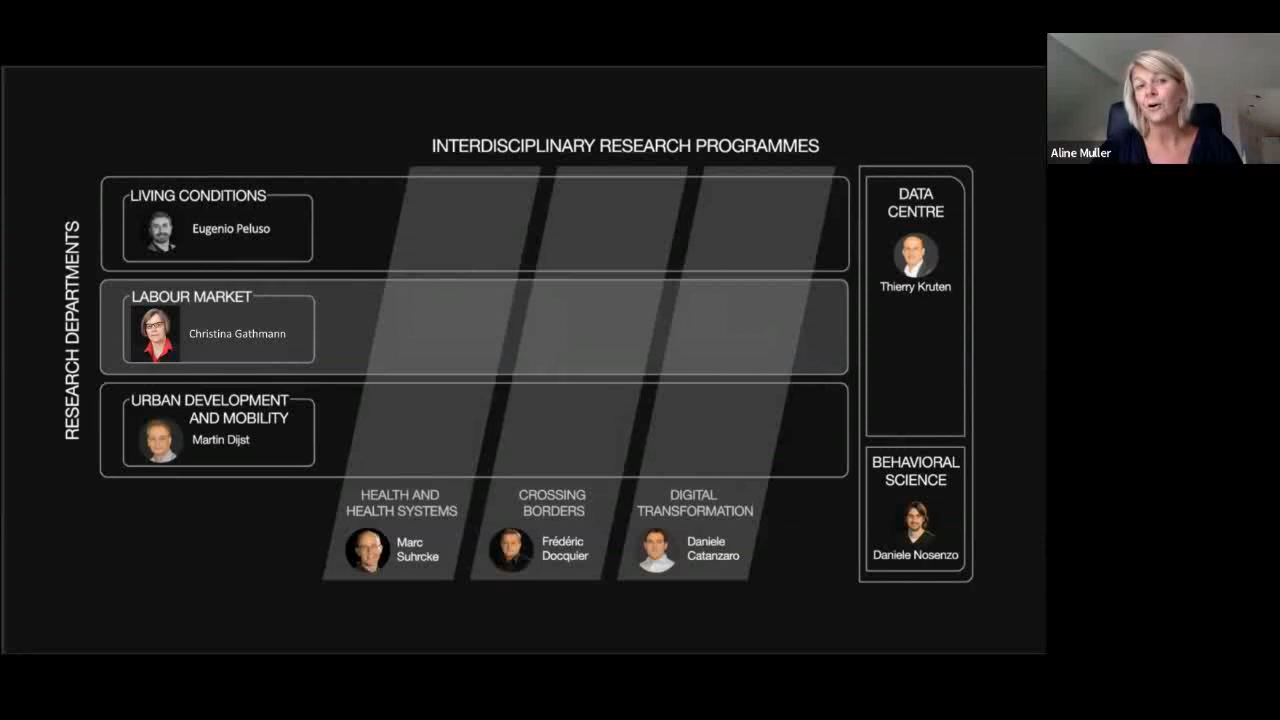 INTERDISCIPLINARY RESEARCH PROGRAMMES
RESEARCH DEPARTMENTS
LIVING CONDITIONS
Eugenio Peluso
LABOUR MARKET
Christina Gathmann
URBAN DEVELOPMENT
AND MOBILITY
Martin Dijst
HEALTH AND
HEALTH SYSTEMS
Marc
Suhrcke
CROSSING
BORDERS
Frédéric
Docquier
DIGITAL
TRANSFORMATION
Daniele
Catanzaro
DATA
CENTRE
Thierry Kruten
BEHAVIORAL
SCIENCE
Daniele Nosenzo
Aline Muller